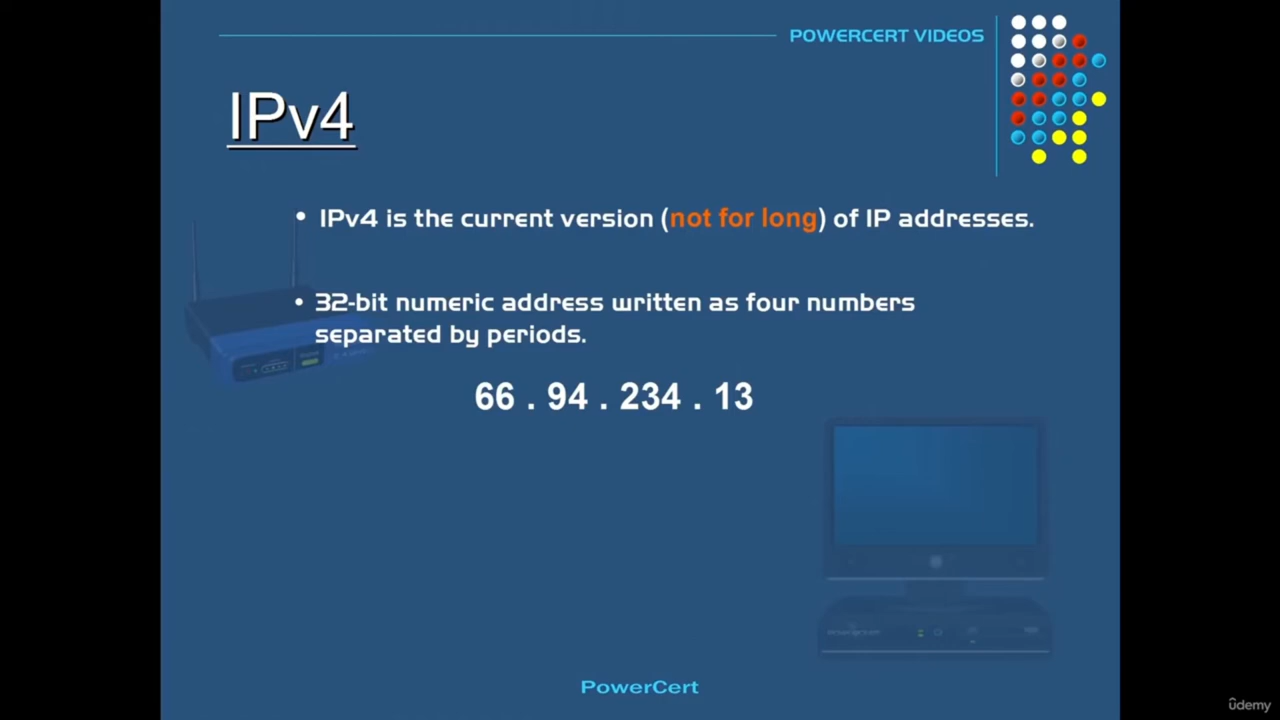 POWERCERT VIDEOS
IPv4
• IPv4 is the current version (not for long) of IP addresses.
• 32-bit numeric address written as four numbers
separated by periods.
66 . 94 . 234 . 13
PowerCert
ûdemy